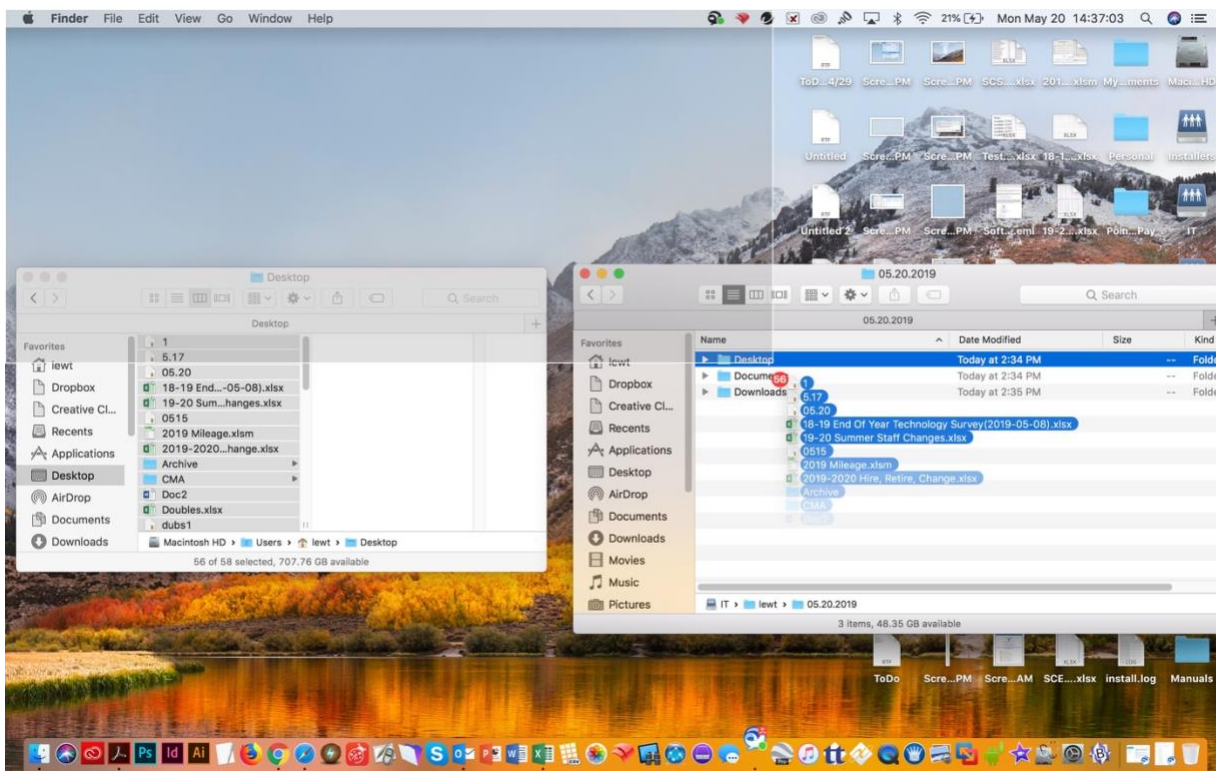 Finder File Edit View Go Window Help
21% Mon May 20 14:37:03
ToD...4/29 Scre...PM Scre...PM SCS....xlsx 201....xlsm My...ments Maci...HD
Untitled Scre...PM Scre...PM Test....xlsx 18-1....xlsx Personal Installers
Untitled 2 Scre...PM Scre...PM Soft....eml 19-2....xlsx Poin...Pay IT
Desktop
Search
Desktop
Favorites
lewt
Dropbox
Creative Cl...
Recents
Applications
Desktop
AirDrop
Documents
Downloads
1
5.17
05.20
18-19 End...-05-08).xlsx
19-20 Sum...hanges.xlsx
0515
2019 Mileage.xlsm
2019-2020...hange.xlsx
Archive
CMA
Doc2
Doubles.xlsx
dubs1
Macintosh HD › Users › lewt › Desktop
56 of 58 selected, 707.76 GB available
05.20.2019
Search
05.20.2019
Favorites
lewt
Dropbox
Creative Cl...
Recents
Applications
Desktop
AirDrop
Documents
Downloads
Movies
Music
Pictures
Name Date Modified Size Kind
Desktop Today at 2:34 PM -- Folde
Docume Today at 2:34 PM -- Folde
Downloads Today at 2:35 PM -- Folde
56
1
5.17
05.20
18-19 End Of Year Technology Survey(2019-05-08).xlsx
19-20 Summer Staff Changes.xlsx
0515
2019 Mileage.xlsm
2019-2020 Hire, Retire, Change.xlsx
Archive
CMA
IT › lewt › 05.20.2019
3 items, 48.35 GB available
ToDo Scre...PM Scre...AM SCE....xlsx install.log Manuals
Ps Id Ai